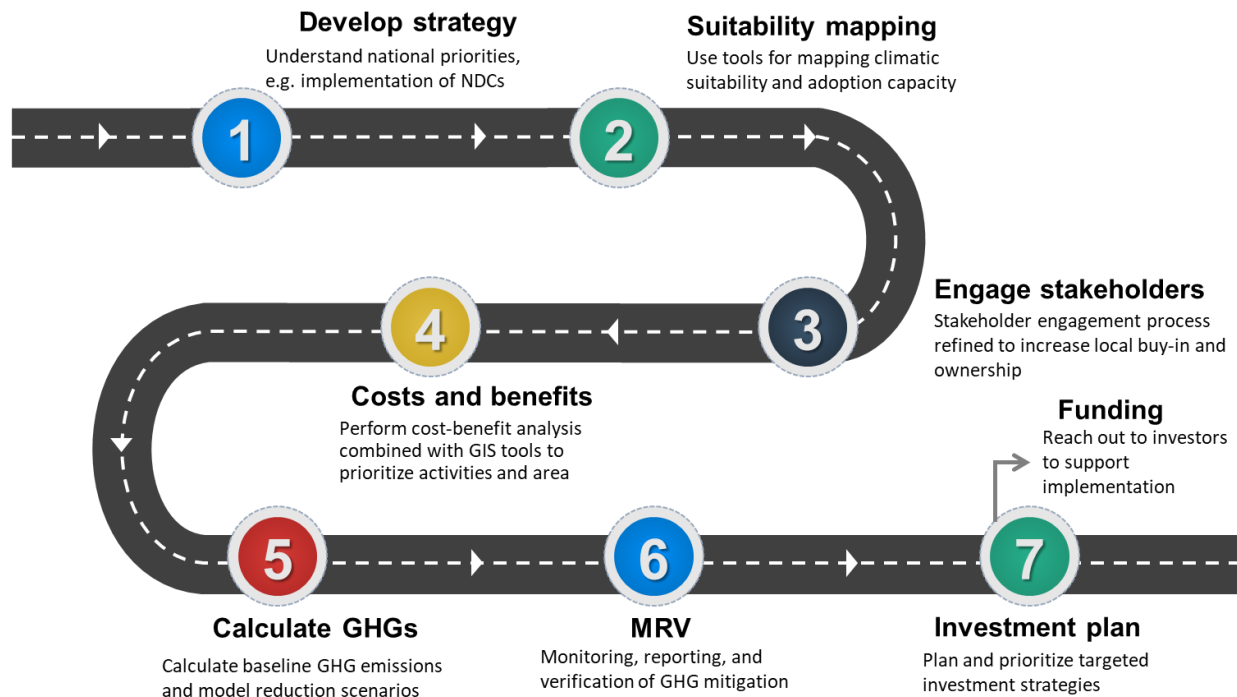 Develop strategy
Understand national priorities,
e.g. implementation of NDCs
1
Suitability mapping
Use tools for mapping climatic
suitability and adoption capacity
2
3
Engage stakeholders
Stakeholder engagement process
refined to increase local buy-in and
ownership
4
Costs and benefits
Perform cost-benefit analysis
combined with GIS tools to
prioritize activities and area
5
Calculate GHGs
Calculate baseline GHG emissions
and model reduction scenarios
6
MRV
Monitoring, reporting, and
verification of GHG mitigation
Funding
Reach out to investors
to support
implementation
7
Investment plan
Plan and prioritize targeted
investment strategies